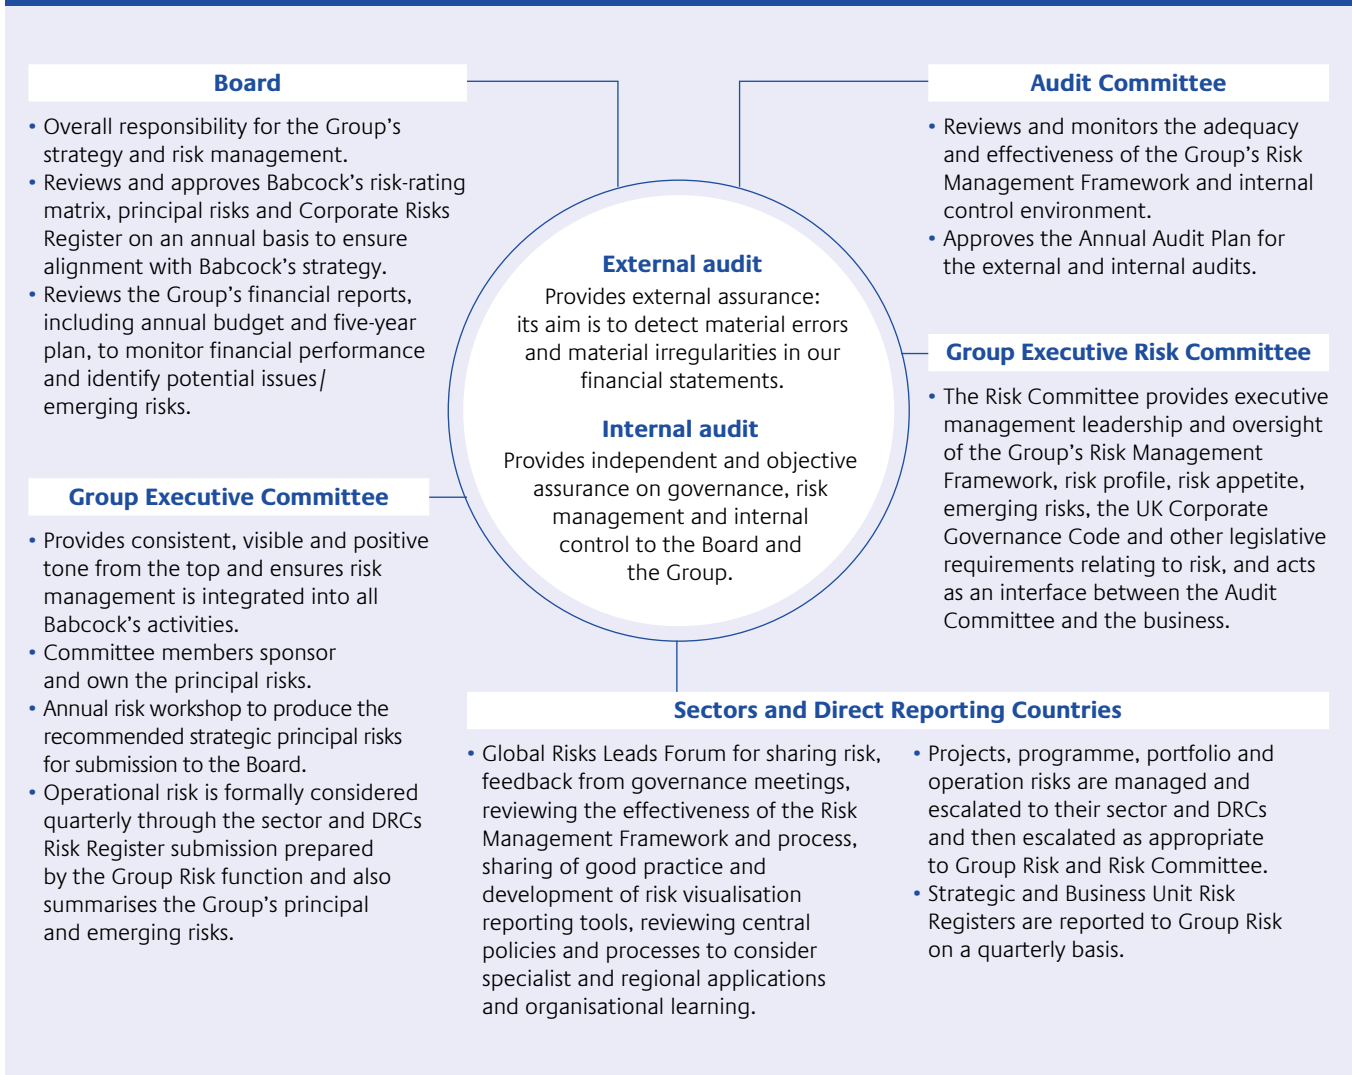 Board
• Overall responsibility for the Group’s
strategy and risk management.
• Reviews and approves Babcock’s risk-rating
matrix, principal risks and Corporate Risks
Register on an annual basis to ensure
alignment with Babcock’s strategy.
• Reviews the Group’s financial reports,
including annual budget and five-year
plan, to monitor financial performance
and identify potential issues/
emerging risks.
Group Executive Committee
• Provides consistent, visible and positive
tone from the top and ensures risk
management is integrated into all
Babcock’s activities.
• Committee members sponsor
and own the principal risks.
• Annual risk workshop to produce the
recommended strategic principal risks
for submission to the Board.
• Operational risk is formally considered
quarterly through the sector and DRCs
Risk Register submission prepared
by the Group Risk function and also
summarises the Group’s principal
and emerging risks.
External audit
Provides external assurance:
its aim is to detect material errors
and material irregularities in our
financial statements.
Internal audit
Provides independent and objective
assurance on governance, risk
management and internal
control to the Board and
the Group.
Audit Committee
• Reviews and monitors the adequacy
and effectiveness of the Group’s Risk
Management Framework and internal
control environment.
• Approves the Annual Audit Plan for
the external and internal audits.
Group Executive Risk Committee
• The Risk Committee provides executive
management leadership and oversight
of the Group’s Risk Management
Framework, risk profile, risk appetite,
emerging risks, the UK Corporate
Governance Code and other legislative
requirements relating to risk, and acts
as an interface between the Audit
Committee and the business.
Sectors and Direct Reporting Countries
• Global Risks Leads Forum for sharing risk,
feedback from governance meetings,
reviewing the effectiveness of the Risk
Management Framework and process,
sharing of good practice and
development of risk visualisation
reporting tools, reviewing central
policies and processes to consider
specialist and regional applications
and organisational learning.
• Projects, programme, portfolio and
operation risks are managed and
escalated to their sector and DRCs
and then escalated as appropriate
to Group Risk and Risk Committee.
• Strategic and Business Unit Risk
Registers are reported to Group Risk
on a quarterly basis.